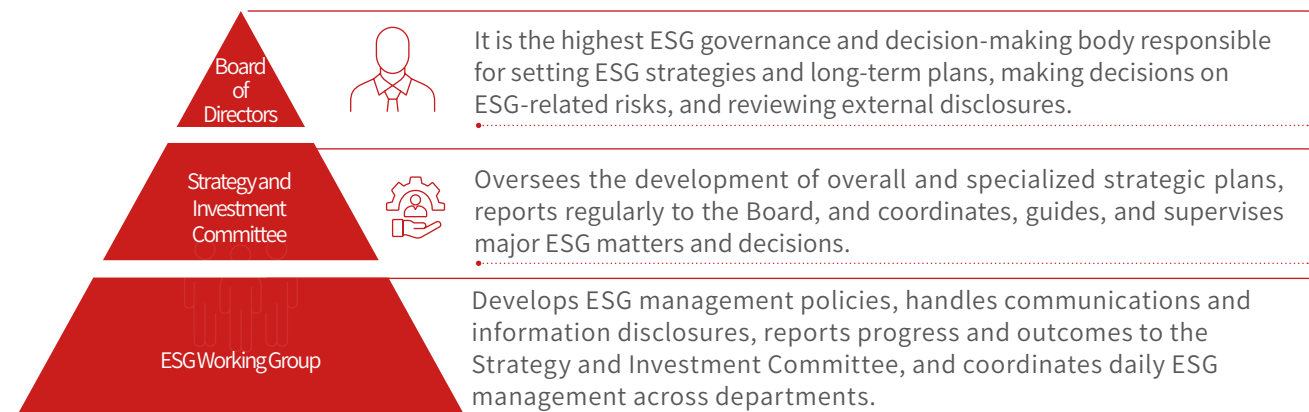 Board
of
Directors
It is the highest ESG governance and decision-making body responsible
for setting ESG strategies and long-term plans, making decisions on
ESG-related risks, and reviewing external disclosures.
Strategy and
Investment
Committee
Oversees the development of overall and specialized strategic plans,
reports regularly to the Board, and coordinates, guides, and supervises
major ESG matters and decisions.
ESG Working Group
Develops ESG management policies, handles communications and
information disclosures, reports progress and outcomes to the
Strategy and Investment Committee, and coordinates daily ESG
management across departments.